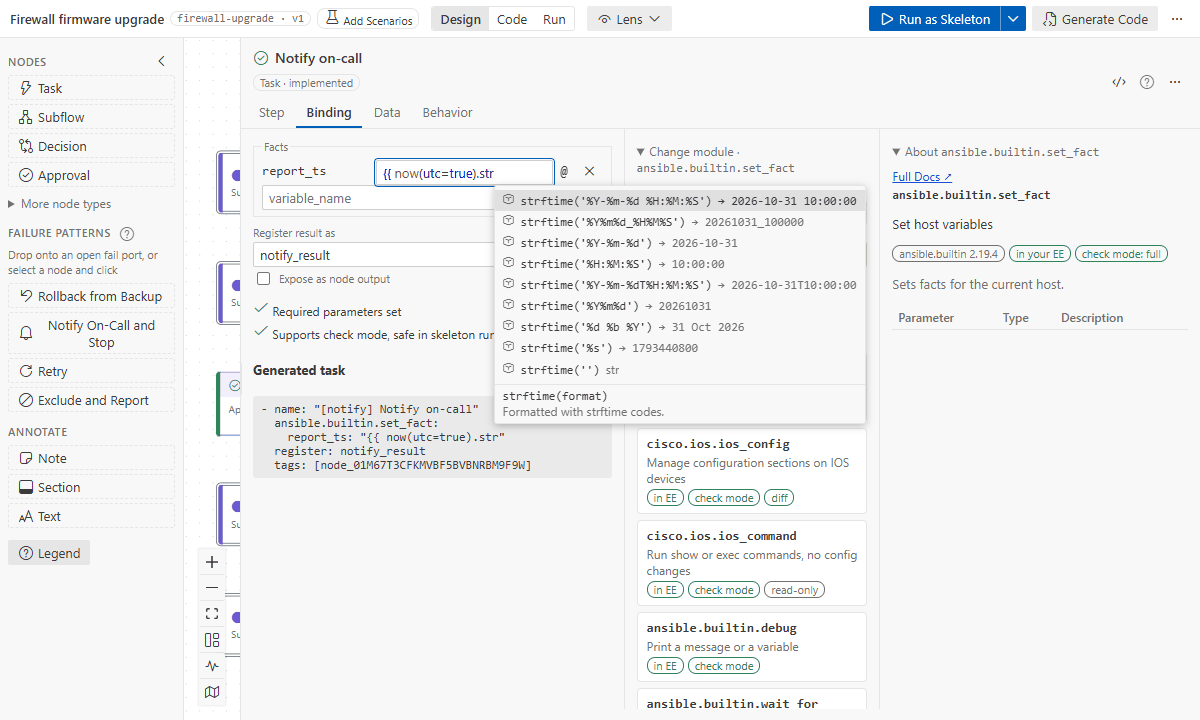 Firewall firmware upgrade
firewall-upgrade · v1
Add Scenarios
Design
Code
Run
Lens
Run as Skeleton
Generate Code
NODES
Task
Subflow
Decision
Approval
More node types
FAILURE PATTERNS
Drop onto an open fail port, or
select a node and click
Rollback from Backup
Notify On-Call and
Stop
Retry
Exclude and Report
ANNOTATE
Note
Section
Text
Legend
Su
Su
Ap
Su
Su
Notify on-call
Task · implemented
Step
Binding
Data
Behavior
Facts
report_ts
{{ now(utc=true).str
@
variable_name
Register result as
notify_result
Expose as node output
Required parameters set
Supports check mode, safe in skeleton run
Generated task
- name: "[notify] Notify on-call"
ansible.builtin.set_fact:
report_ts: "{{ now(utc=true).str"
register: notify_result
tags: [node_01M67T3CFKMVBF5BVBNRBM9F9W]
strftime('%Y-%m-%d %H:%M:%S') → 2026-10-31 10:00:00
strftime('%Y%m%d_%H%M%S') → 20261031_100000
strftime('%Y-%m-%d') → 2026-10-31
strftime('%H:%M:%S') → 10:00:00
strftime('%Y-%m-%dT%H:%M:%S') → 2026-10-31T10:00:00
strftime('%Y%m%d') → 20261031
strftime('%d %b %Y') → 31 Oct 2026
strftime('%s') → 1793440800
strftime('') str
strftime(format)
Formatted with strftime codes.
Change module ·
ansible.builtin.set_fact
cisco.ios.ios_config
Manage configuration sections on IOS
devices
in EE
check mode
diff
cisco.ios.ios_command
Run show or exec commands, no config
changes
in EE
check mode
read-only
ansible.builtin.debug
Print a message or a variable
in EE
check mode
ansible.builtin.wait_for
About ansible.builtin.set_fact
Full Docs ↗
ansible.builtin.set_fact
Set host variables
ansible.builtin 2.19.4
in your EE
check mode: full
Sets facts for the current host.
Parameter
Type
Description